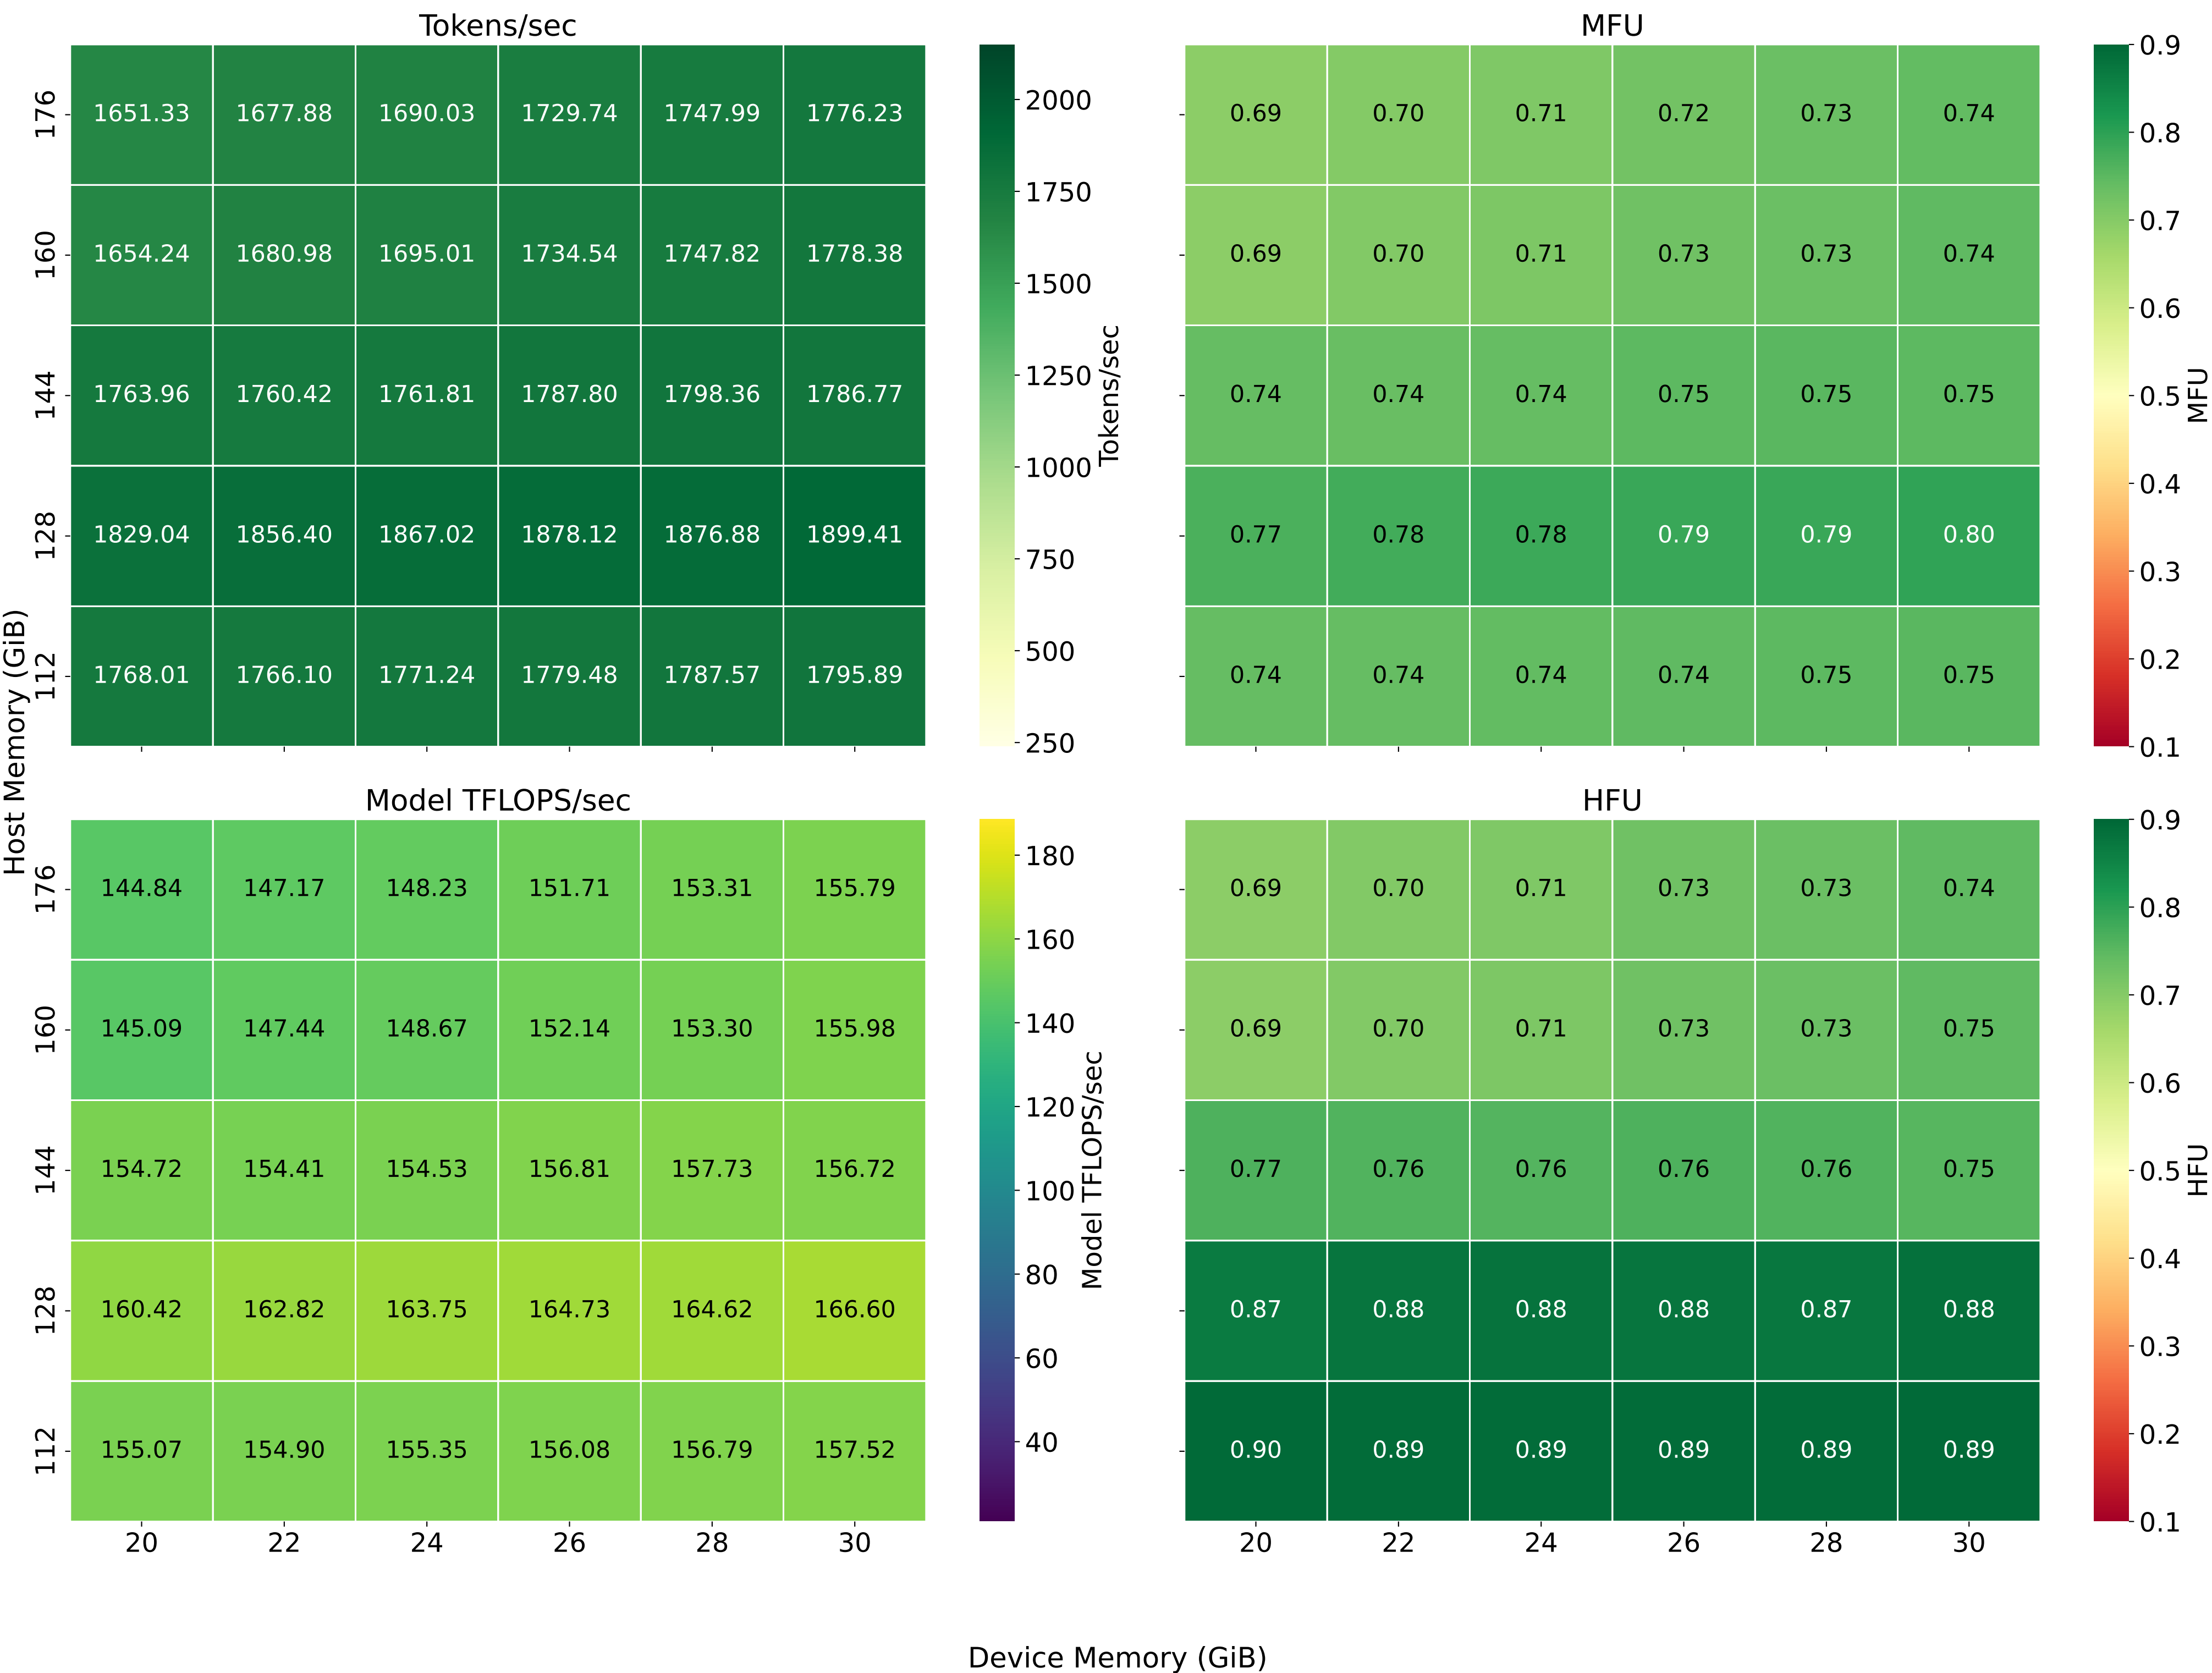 Tokens/sec
176 1651.33 1677.88 1690.03 1729.74 1747.99 1776.23
160 1654.24 1680.98 1695.01 1734.54 1747.82 1778.38
144 1763.96 1760.42 1761.81 1787.80 1798.36 1786.77
128 1829.04 1856.40 1867.02 1878.12 1876.88 1899.41
112 1768.01 1766.10 1771.24 1779.48 1787.57 1795.89
2000
1750
1500
1250
1000
750
500
250
Tokens/sec
MFU
0.69 0.70 0.71 0.72 0.73 0.74
0.69 0.70 0.71 0.73 0.73 0.74
0.74 0.74 0.74 0.75 0.75 0.75
0.77 0.78 0.78 0.79 0.79 0.80
0.74 0.74 0.74 0.74 0.75 0.75
0.9
0.8
0.7
0.6
0.5
0.4
0.3
0.2
0.1
MFU
Host Memory (GiB)
Model TFLOPS/sec
176 144.84 147.17 148.23 151.71 153.31 155.79
160 145.09 147.44 148.67 152.14 153.30 155.98
144 154.72 154.41 154.53 156.81 157.73 156.72
128 160.42 162.82 163.75 164.73 164.62 166.60
112 155.07 154.90 155.35 156.08 156.79 157.52
20 22 24 26 28 30
180
160
140
120
100
80
60
40
Model TFLOPS/sec
HFU
0.69 0.70 0.71 0.73 0.73 0.74
0.69 0.70 0.71 0.73 0.73 0.75
0.77 0.76 0.76 0.76 0.76 0.75
0.87 0.88 0.88 0.88 0.87 0.88
0.90 0.89 0.89 0.89 0.89 0.89
20 22 24 26 28 30
0.9
0.8
0.7
0.6
0.5
0.4
0.3
0.2
0.1
HFU
Device Memory (GiB)